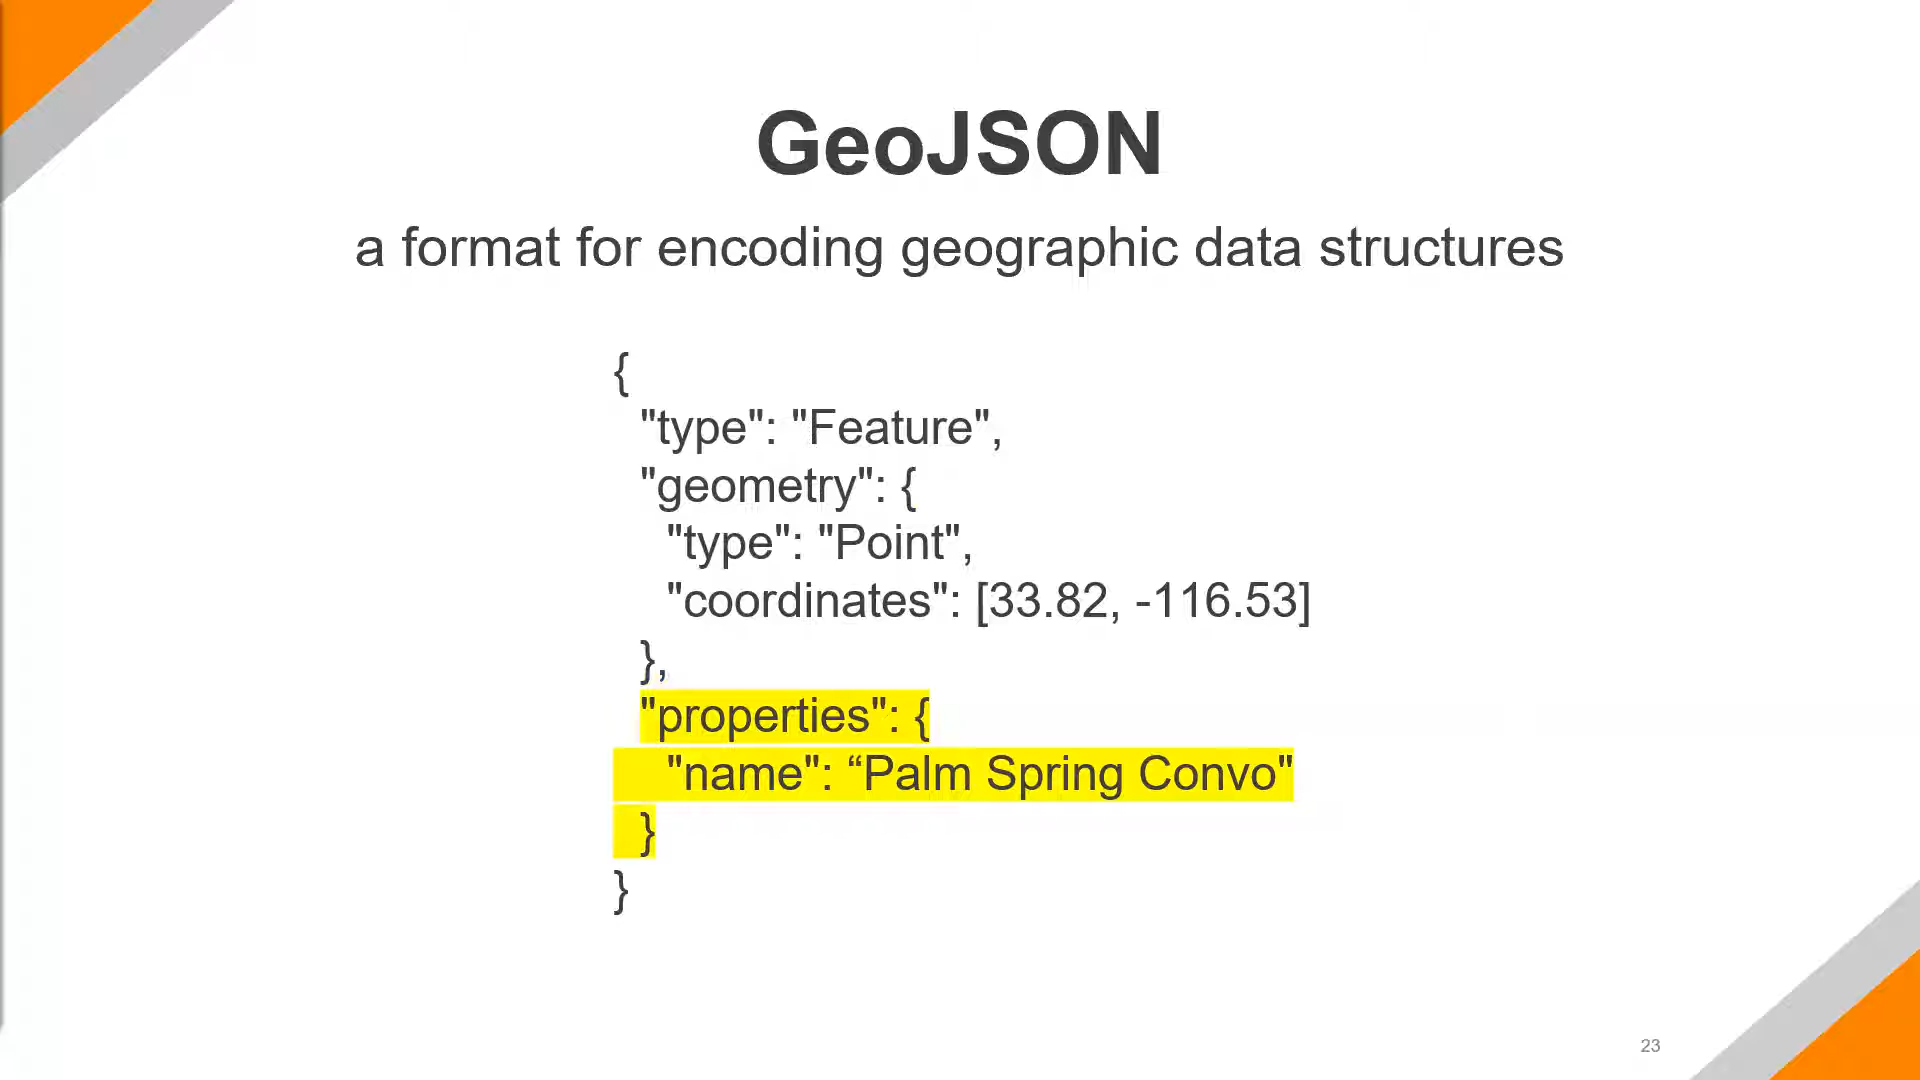 GeoJSON
a format for encoding geographic data structures
{
"type": "Feature",
"geometry": {
"type": "Point",
"coordinates": [33.82, -116.53]
},
"properties": {
"name": “Palm Spring Convo"
}
}
23